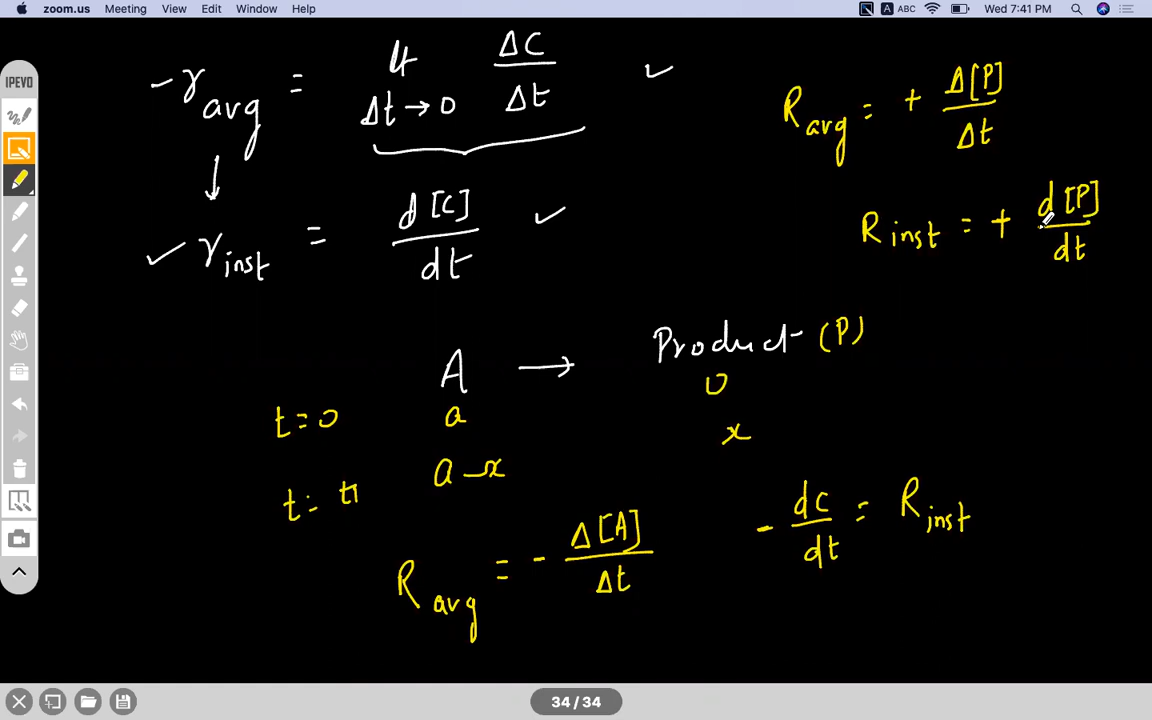 zoom.us Meeting View Edit Window Help A ABC Wed 7:41 PM
IPEVO
r avg = lt Δt → 0 ΔC / Δt
R avg = + Δ[P] / Δt
r inst = d[C] / dt
R inst = + d[P] / dt
A → Product (P)
t = 0 a 0
t = t1 a - x x
R avg = - Δ[A] / Δt
- dc / dt = R inst
34 / 34